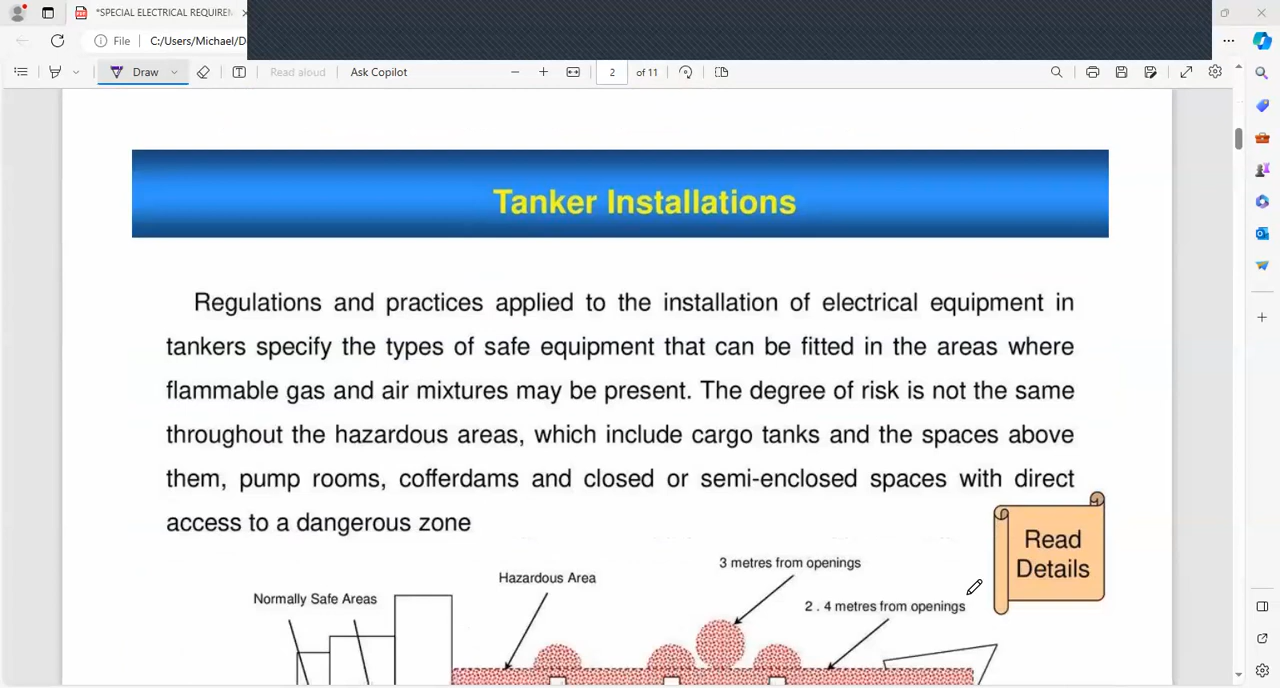 *SPECIAL ELECTRICAL REQUIREM
File
C:/Users/Michael/D
Draw
Read aloud
Ask Copilot
2
of 11
Tanker Installations
Regulations and practices applied to the installation of electrical equipment in
tankers specify the types of safe equipment that can be fitted in the areas where
flammable gas and air mixtures may be present. The degree of risk is not the same
throughout the hazardous areas, which include cargo tanks and the spaces above
them, pump rooms, cofferdams and closed or semi-enclosed spaces with direct
access to a dangerous zone
Read
Details
3 metres from openings
Hazardous Area
Normally Safe Areas
2 . 4 metres from openings